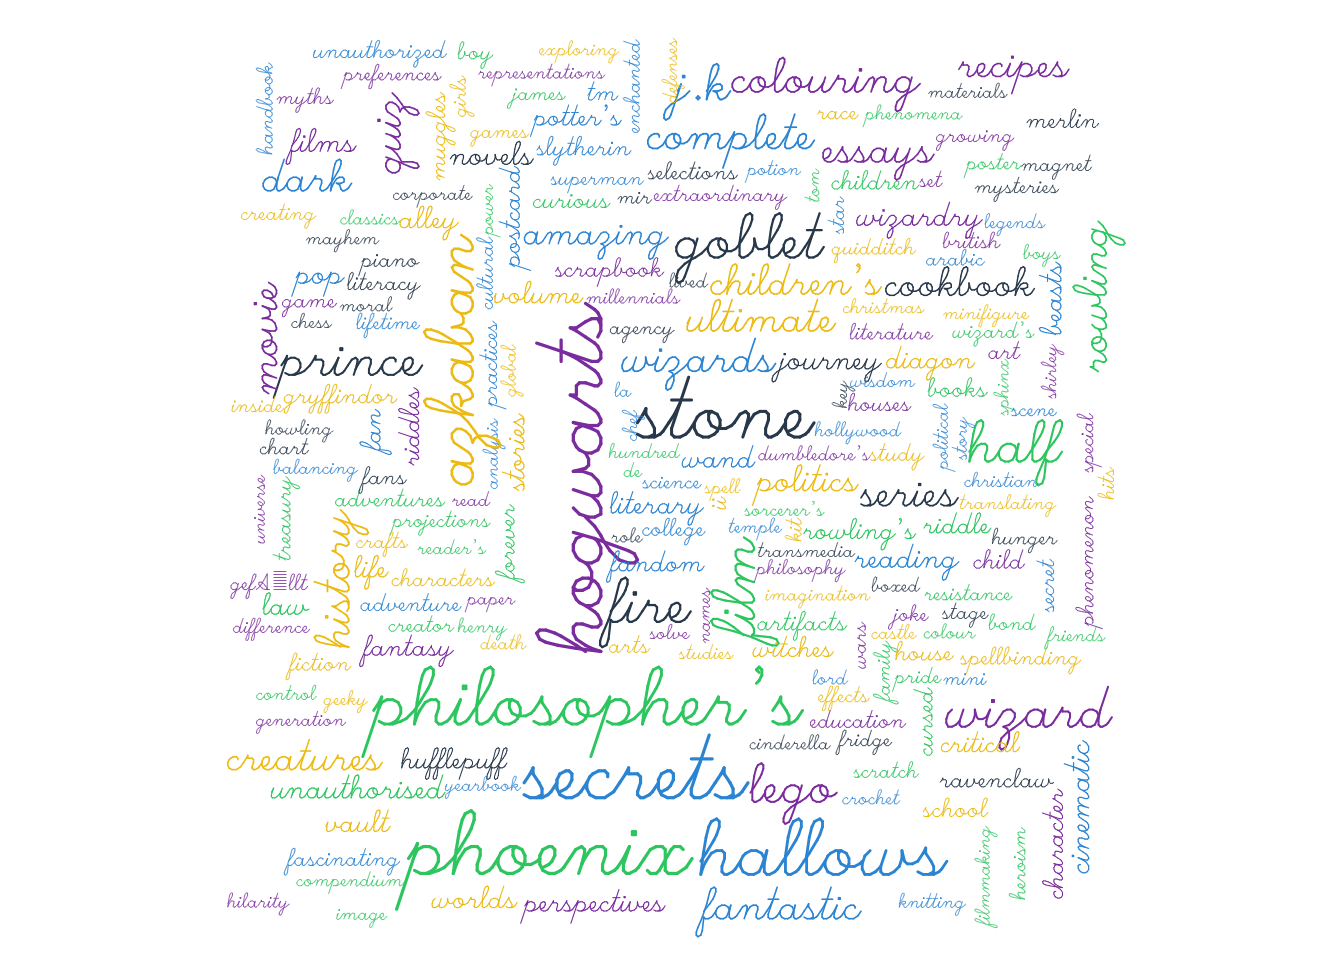 unauthorized
boy
exploring
defenses
j.k
colouring
recipes
handbook
preferences
representations
enchanted
materials
myths
quiz
muggles
girls
james
tm
potter's
race
phenomena
merlin
films
games
slytherin
complete
growing
novels
essays
dark
superman
selections
potion
tom
children
set
poster
magnet
corporate
power
postcard
curious
mir
extraordinary
mysteries
creating
classics
alley
amazing
goblet
star
wizardry
legends
mayhem
cultural
quidditch
british
boys
rowling
piano
scrapbook
lived
arabic
pop
literacy
azkaban
volume
millennials
children's
cookbook
beasts
movie
game
moral
hogwarts
christmas
minifigure
chess
lifetime
practices
agency
ultimate
literature
wizard's
prince
global
wizards
journey
diagon
art
shirley
gryffindor
la
key
wisdom
books
sphinx
inside
fan
riddles
stories
chef
stone
houses
political
story
scene
howling
chart
analysis
hollywood
half
special
balancing
fans
hundred
de
wand
dumbledore's
study
universe
treasury
adventures
read
science
spell
ii
politics
series
christian
translating
hits
history
projections
forever
literary
sorcerer's
crafts
reader's
role
college
temple
kit
rowling's
riddle
hunger
phenomenon
life
characters
fandom
film
transmedia
philosophy
reading
child
secret
law
adventure
paper
fire
names
imagination
boxed
resistance
difference
creator
henry
solve
artifacts
joke
stage
bond
fantasy
death
arts
studies
witches
wars
castle
colour
friends
fiction
family
house
spellbinding
control
geeky
philosopher's
lord
effects
pride
mini
generation
education
cursed
wizard
creatures
hufflepuff
cinderella
fridge
critical
cinematic
unauthorised
yearbook
secrets
lego
scratch
ravenclaw
crochet
school
character
vault
phoenix
hallows
filmmaking
heroism
fascinating
compendium
hilarity
image
worlds
perspectives
fantastic
knitting